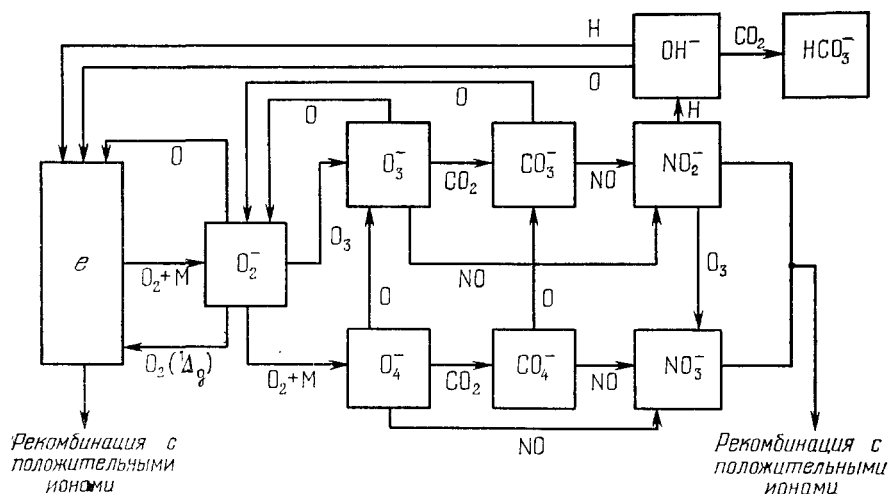 H
OH⁻
CO₂
HCO₃⁻
O
O
O
O
O₃⁻
CO₂
CO₃⁻
NO
NO₂⁻
H
e
O₂+M
O₂⁻
O₃
NO
O₃
O
O
O₂(¹Δg)
O₂+M
O₄⁻
CO₂
CO₄⁻
NO
NO₃⁻
NO
Рекомбинация с
положительными
ионами
Рекомбинация с
положительными
ионами